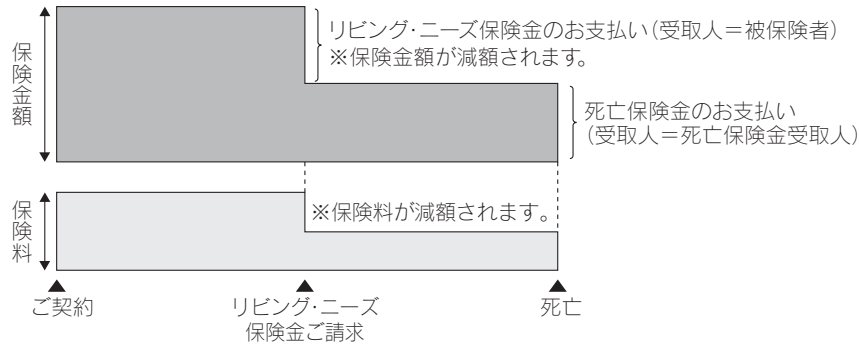 リビング・ニーズ保険金のお支払い(受取人＝被保険者)
※保険金額が減額されます。
保険金額
死亡保険金のお支払い
(受取人＝死亡保険金受取人)
保険料
※保険料が減額されます。
ご契約
リビング・ニーズ
保険金ご請求
死亡